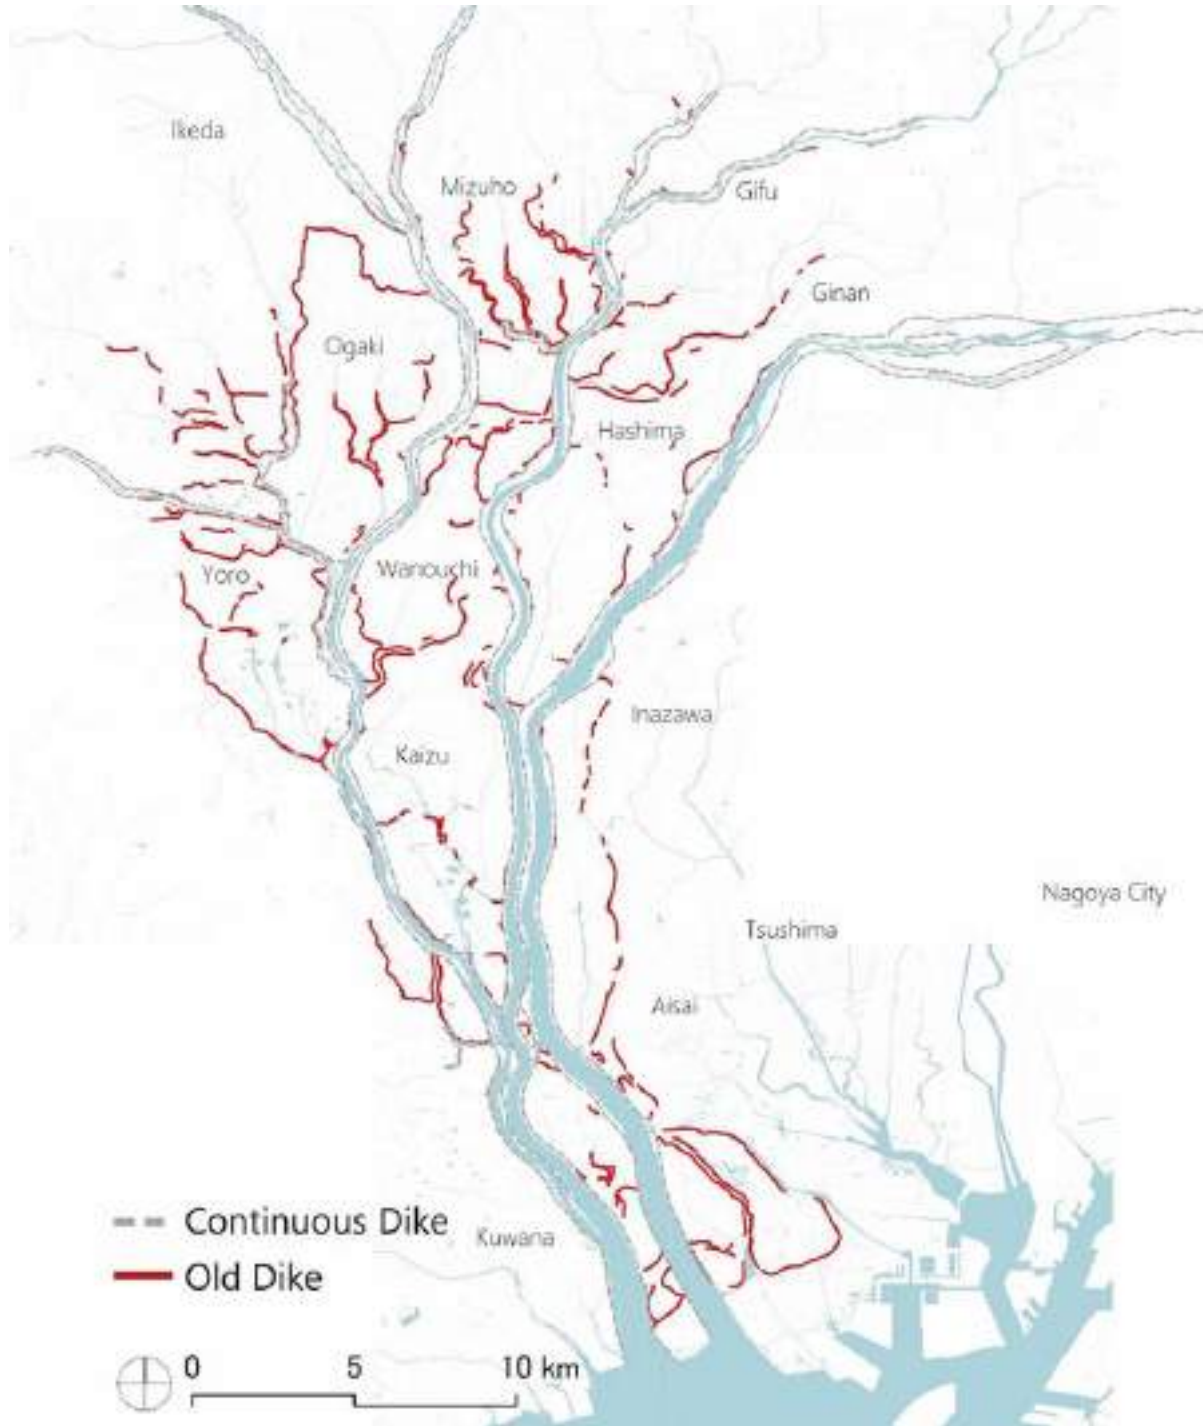 Ikeda
Mizuho
Gifu
Ginan
Ogaki
Hashima
Wanouchi
Yoro
Inazawa
Kaizu
Nagoya City
Tsushima
Aisai
Continuous Dike
Kuwana
Old Dike
0 5 10 km